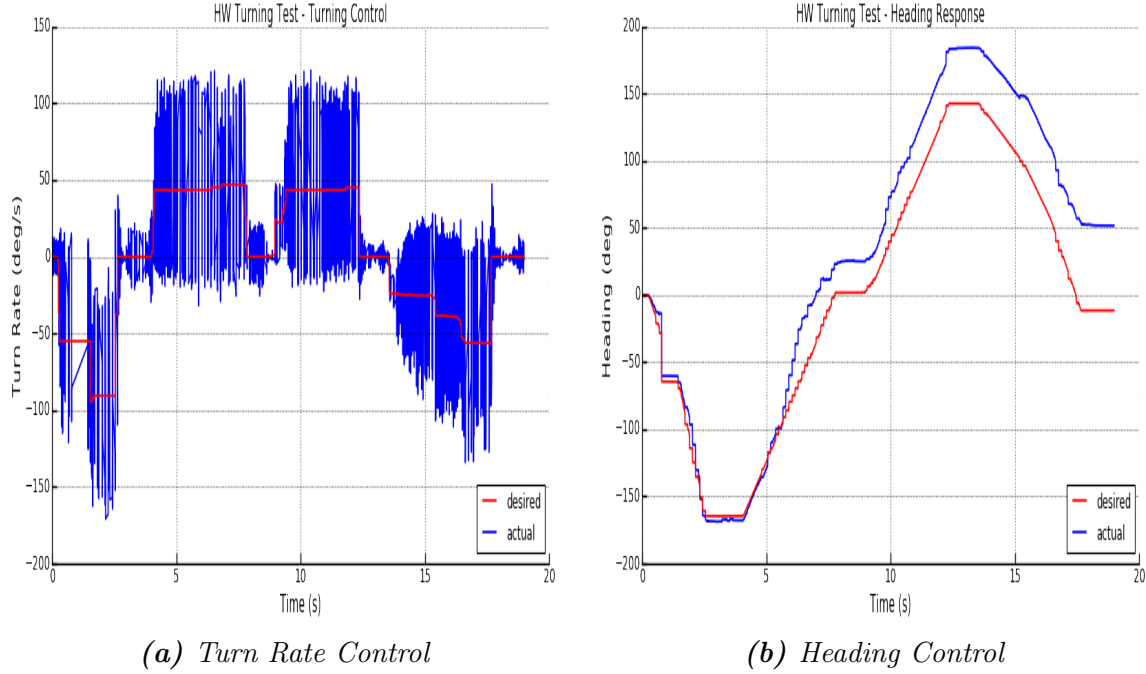 HW Turning Test - Turning Control
Turn Rate (deg/s)
150
100
50
0
−50
−100
−150
−200
0 5 10 15 20
Time (s)
desired
actual
(a) Turn Rate Control
HW Turning Test - Heading Response
Heading (deg)
200
150
100
50
0
−50
−100
−150
−200
0 5 10 15 20
Time (s)
desired
actual
(b) Heading Control